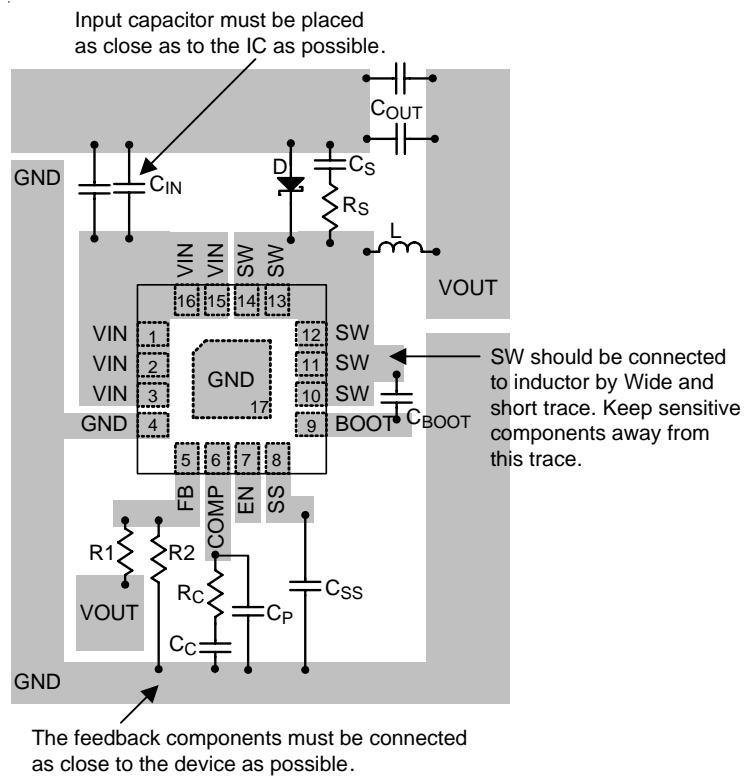 Input capacitor must be placed
as close as to the IC as possible.
COUT
GND
CIN
D
CS
RS
L
VOUT
VIN
VIN
SW
SW
16
15
14
13
VIN
1
12
SW
VIN
2
11
SW
VIN
3
10
SW
GND
4
9
BOOT
GND
17
CBOOT
SW should be connected
to inductor by Wide and
short trace. Keep sensitive
components away from
this trace.
5
6
7
8
FB
COMP
EN
SS
R1
R2
RC
CP
CSS
VOUT
CC
GND
The feedback components must be connected
as close to the device as possible.